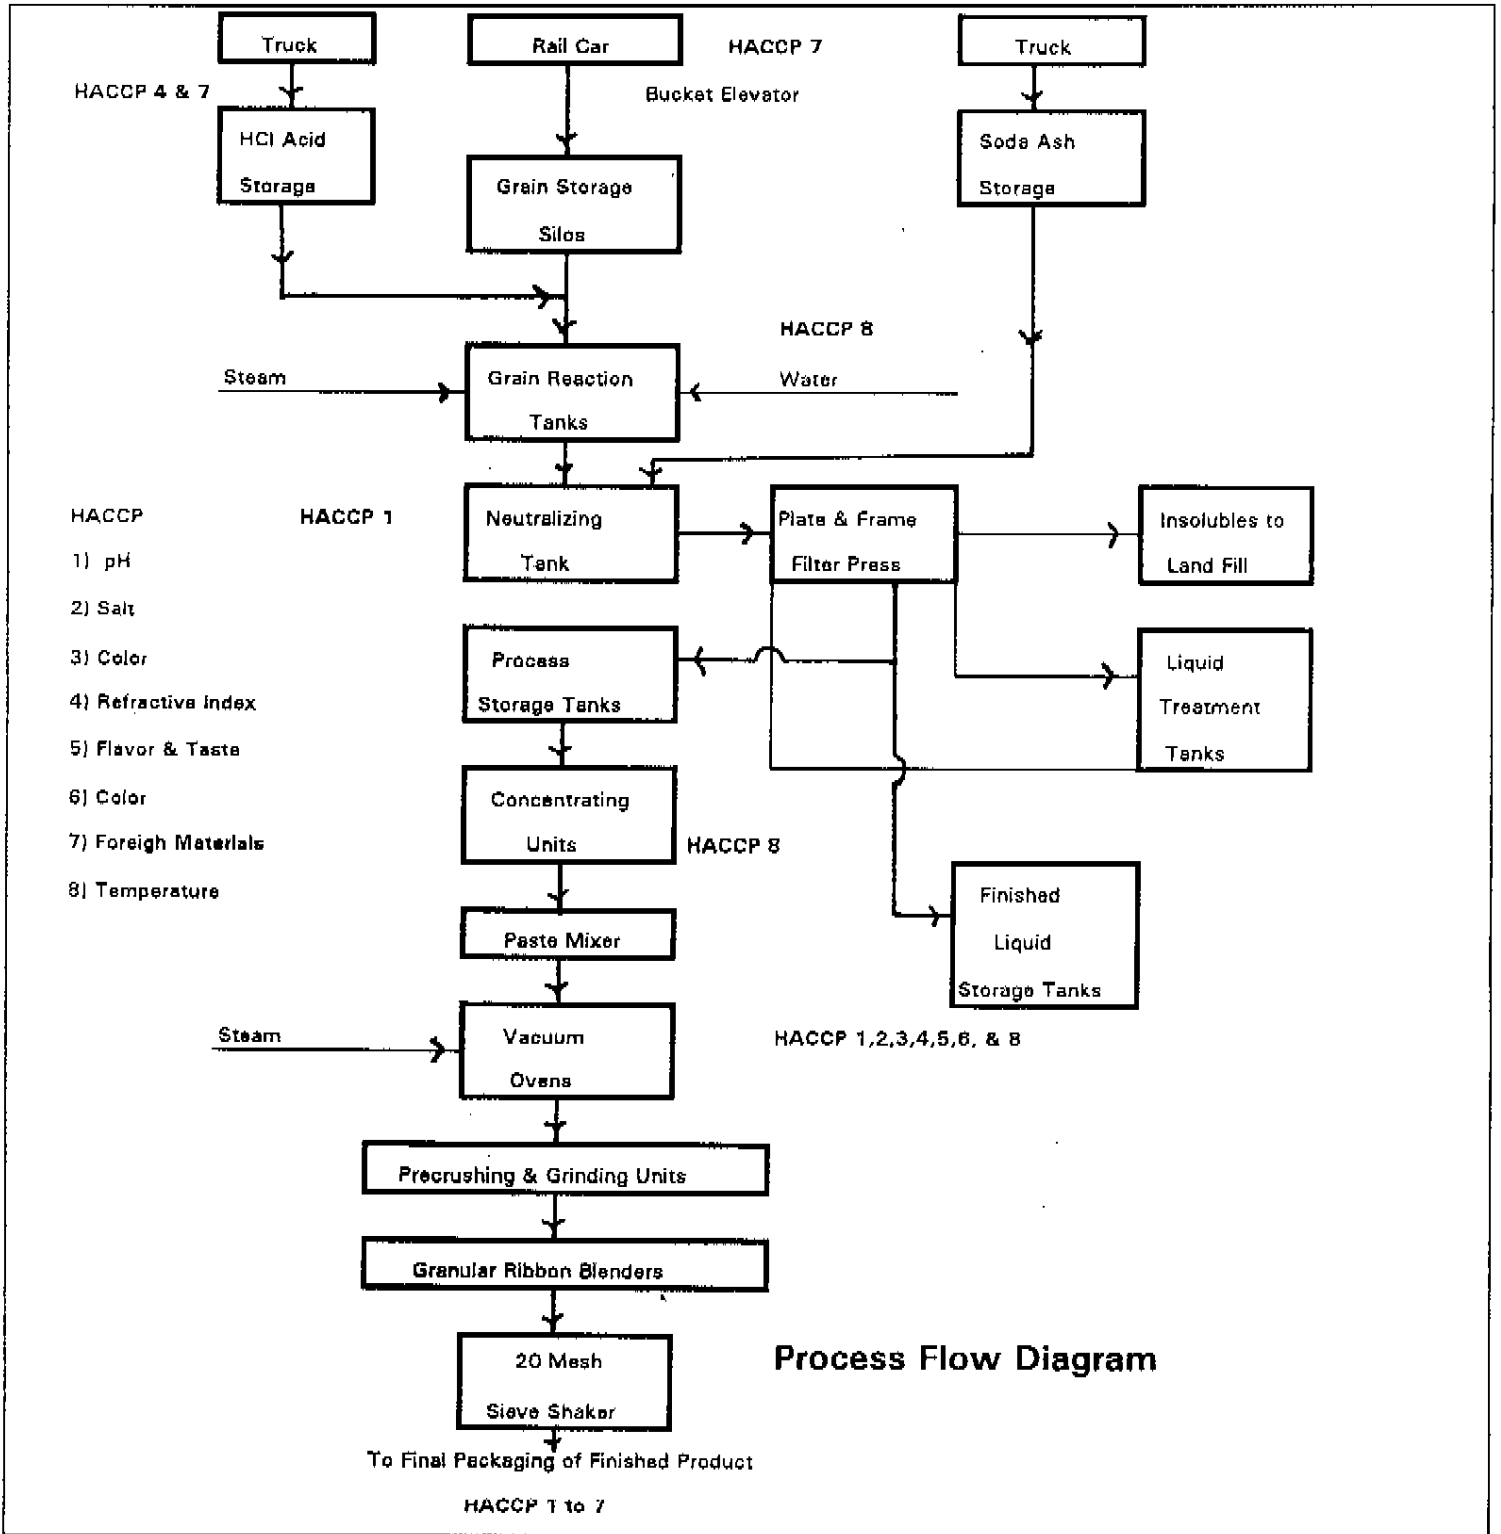 Truck
Rail Car
HACCP 7
Truck
HACCP 4 & 7
Bucket Elevator
HCl Acid
Storage
Grain Storage
Silos
Soda Ash
Storage
HACCP 8
Steam
Grain Reaction
Tanks
Water
HACCP
HACCP 1
Neutralizing
Tank
Plate & Frame
Filter Press
Insolubles to
Land Fill
1) pH
2) Salt
3) Color
4) Refractive Index
5) Flavor & Taste
6) Color
7) Foreigh Materials
8) Temperature
Process
Storage Tanks
Liquid
Treatment
Tanks
Concentrating
Units
HACCP 8
Paste Mixer
Finished
Liquid
Storage Tanks
Steam
Vacuum
Ovens
HACCP 1,2,3,4,5,6, & 8
Precrushing & Grinding Units
Granular Ribbon Blenders
20 Mesh
Sieve Shaker
Process Flow Diagram
To Final Packaging of Finished Product
HACCP 1 to 7